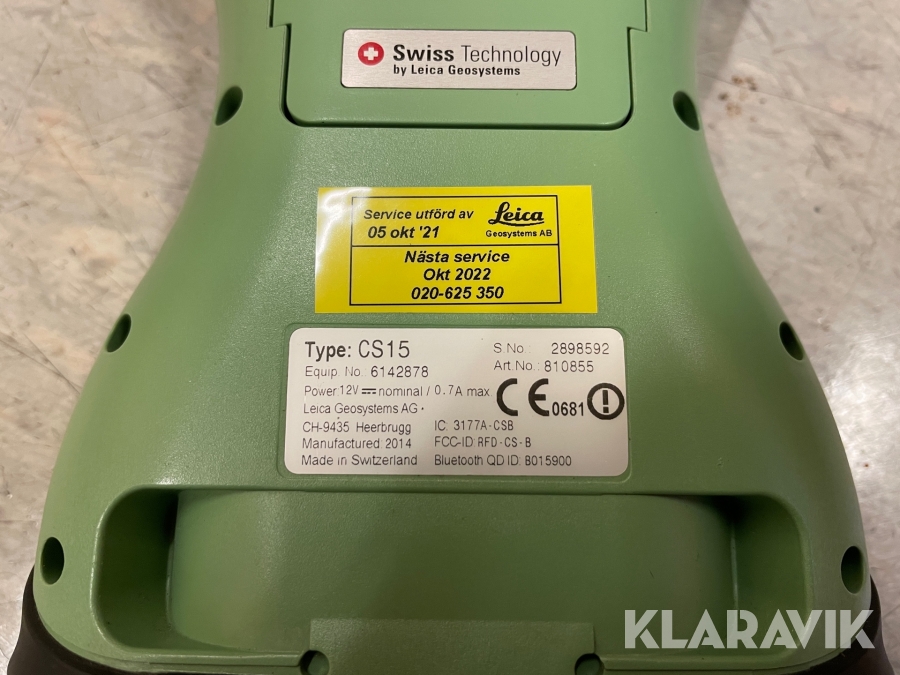 Swiss Technology
by Leica Geosystems
Service utförd av
05 okt '21
Leica
Geosystems AB
Nästa service
Okt 2022
020-625 350
Type: CS15
S.No.: 2898592
Equip. No.: 6142878
Art.No.: 810855
Power: 12V nominal / 0.7A max.
CE 0681
Leica Geosystems AG
CH-9435 Heerbrugg
IC: 3177A-CSB
Manufactured: 2014
FCC-ID: RFD-CS-B
Made in Switzerland
Bluetooth QD ID: B015900
KLARAVIK